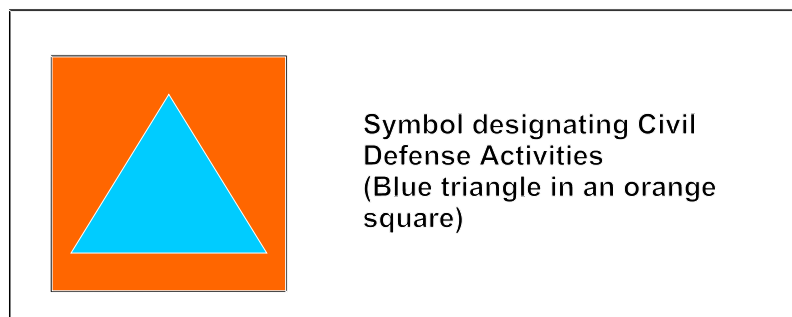 Symbol designating Civil
Defense Activities
(Blue triangle in an orange
square)